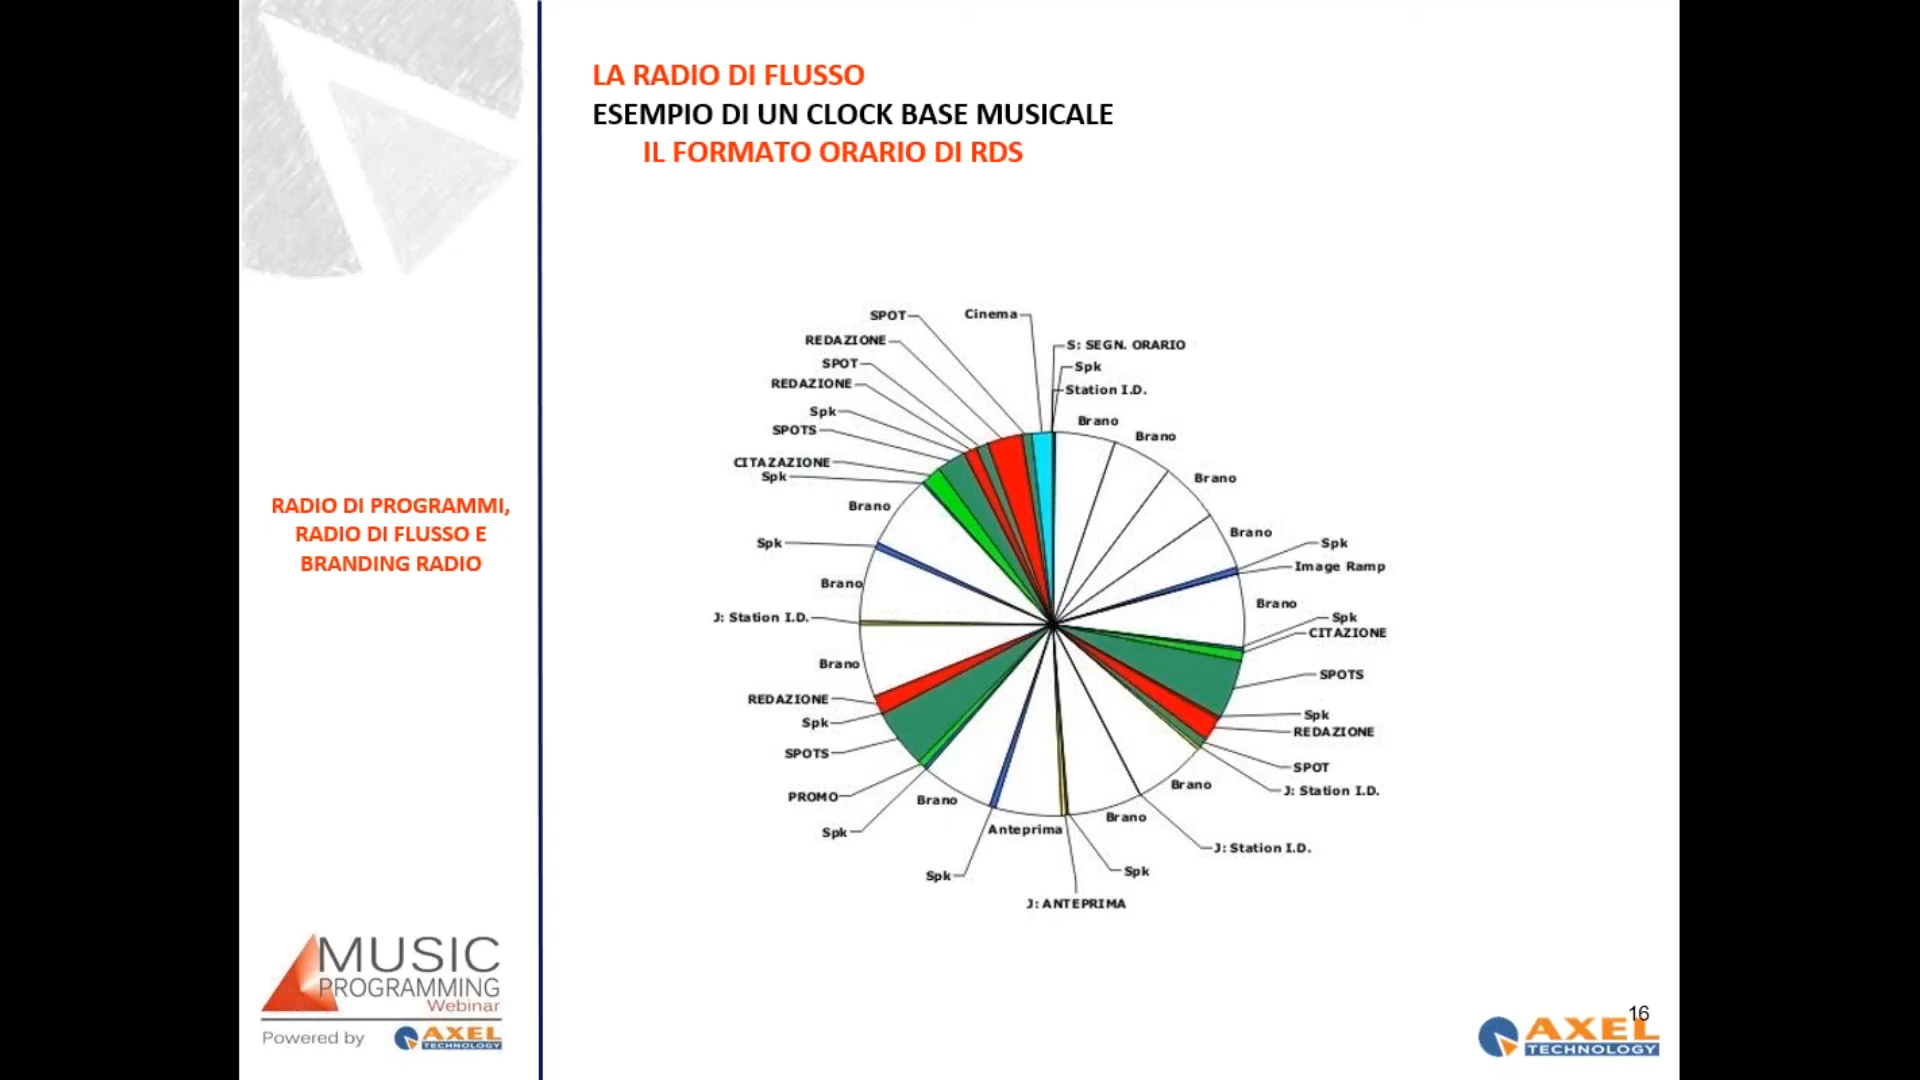 LA RADIO DI FLUSSO
ESEMPIO DI UN CLOCK BASE MUSICALE
IL FORMATO ORARIO DI RDS
RADIO DI PROGRAMMI,
RADIO DI FLUSSO E
BRANDING RADIO
S: SEGN. ORARIO
Spk
Station I.D.
Brano
Brano
Brano
Brano
Spk
Image Ramp
Brano
Spk
CITAZIONE
SPOTS
Spk
REDAZIONE
SPOT
J: Station I.D.
Brano
J: Station I.D.
Brano
Spk
J: ANTEPRIMA
Anteprima
Spk
Brano
Spk
PROMO
SPOTS
Spk
REDAZIONE
Brano
J: Station I.D.
Brano
Spk
Brano
Spk
CITAZAZIONE
SPOTS
Spk
REDAZIONE
SPOT
REDAZIONE
SPOT
Cinema
MUSIC
PROGRAMMING
Webinar
Powered by
AXEL
TECHNOLOGY
16
AXEL
TECHNOLOGY